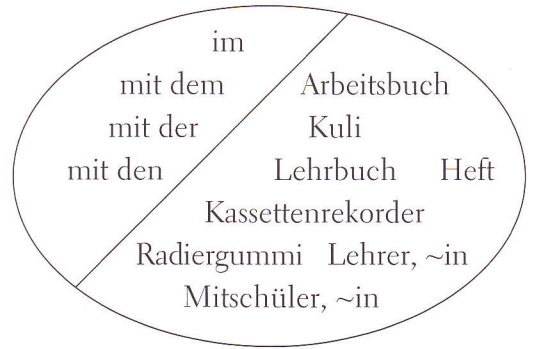 im
mit dem Arbeitsbuch
mit der Kuli
mit den Lehrbuch Heft
Kassettenrekorder
Radiergummi Lehrer, ~in
Mitschüler, ~in